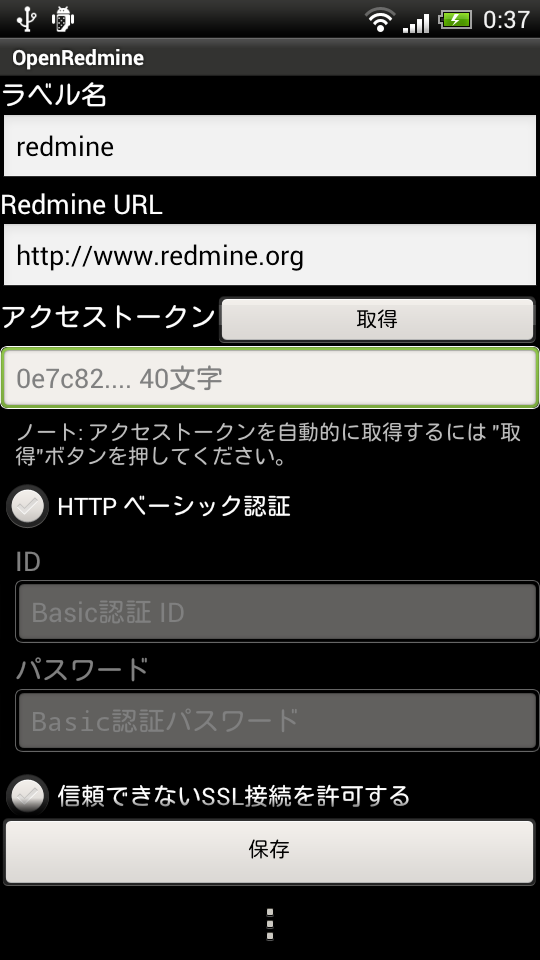 0:37
OpenRedmine
ラベル名
redmine
Redmine URL
http://www.redmine.org
アクセストークン 取得
0e7c82.... 40文字
ノート: アクセストークンを自動的に取得するには "取
得"ボタンを押してください。
HTTP ベーシック認証
ID
Basic認証 ID
パスワード
Basic認証パスワード
信頼できないSSL接続を許可する
保存